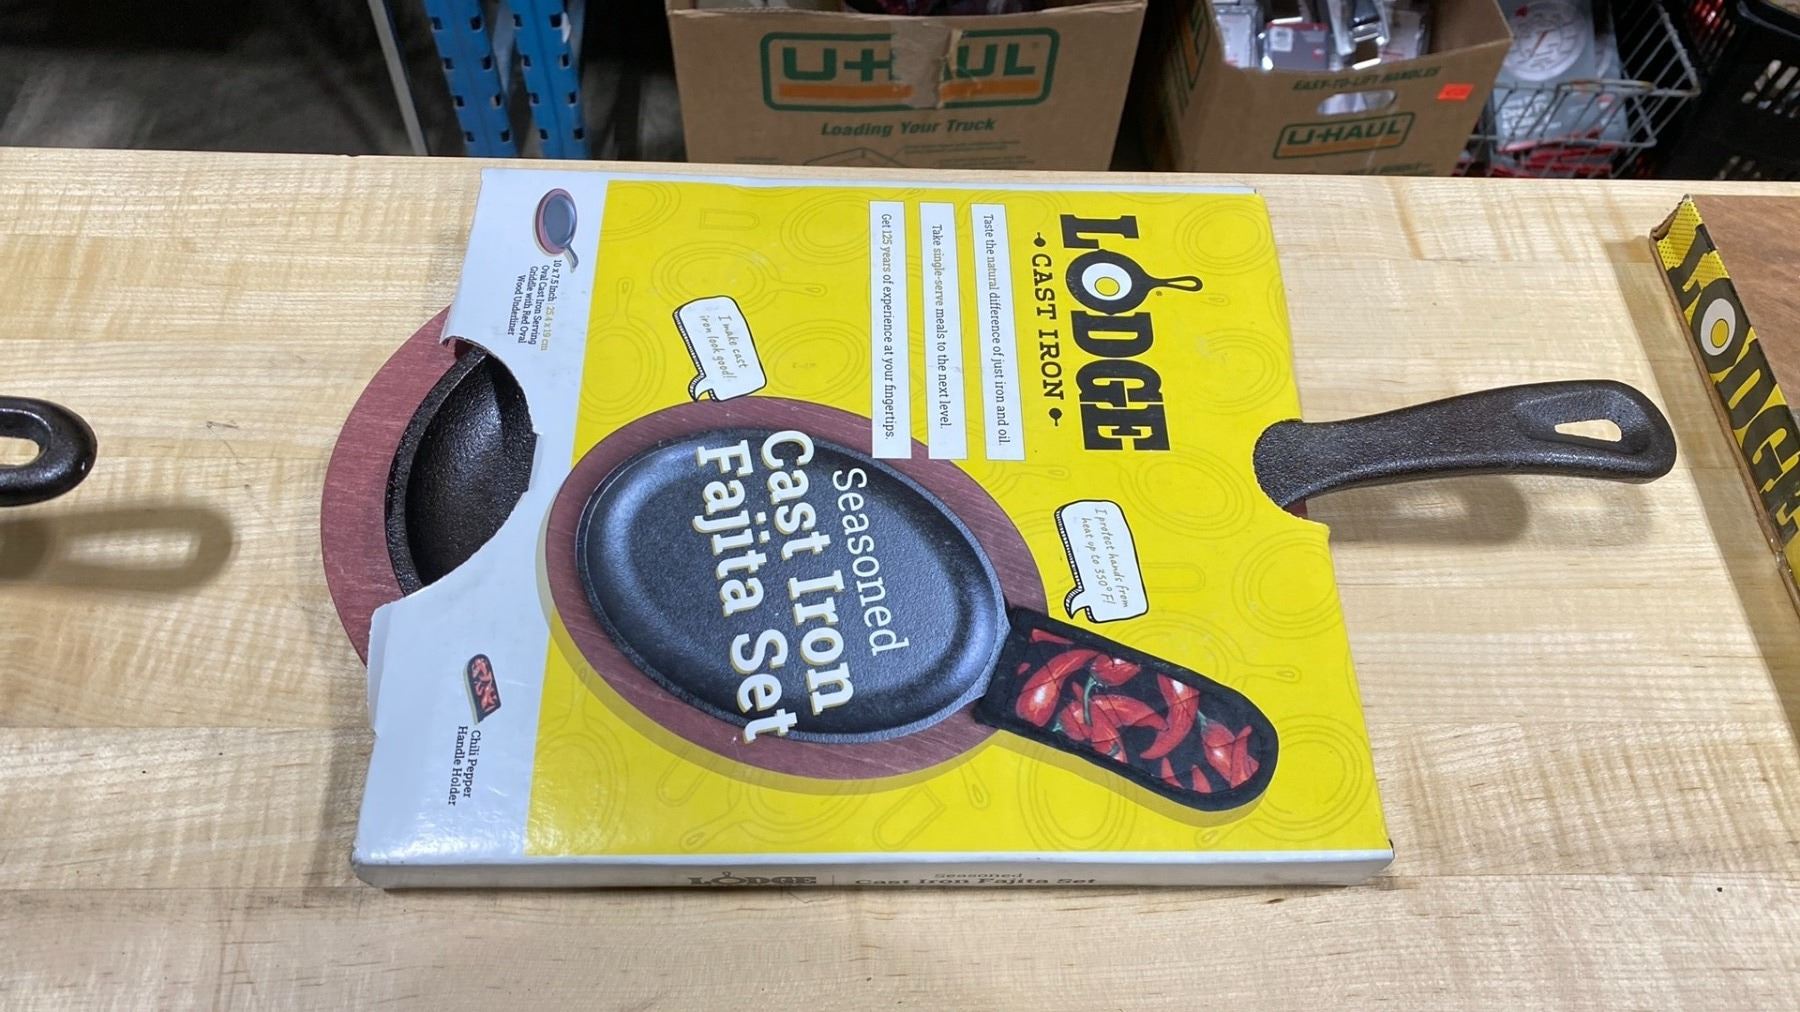 U-HAUL
Loading Your Truck
EASY-TO-LIFT HANDLES
U-HAUL
LODGE
CAST IRON
Taste the natural difference of just iron and oil.
Take single-serve meals to the next level.
Get 125 years of experience at your fingertips.
I make cast
iron look good!
I protect hands from
heat up to 350°F!
Seasoned
Cast Iron
Fajita Set
10 x 7.5 Inch | 25.4 x 19 cm
Oval Cast Iron Serving
Griddle with Red Oval
Wood Underliner
Chili Pepper
Handle Holder
LODGE
Seasoned
Cast Iron Fajita Set
LODGE